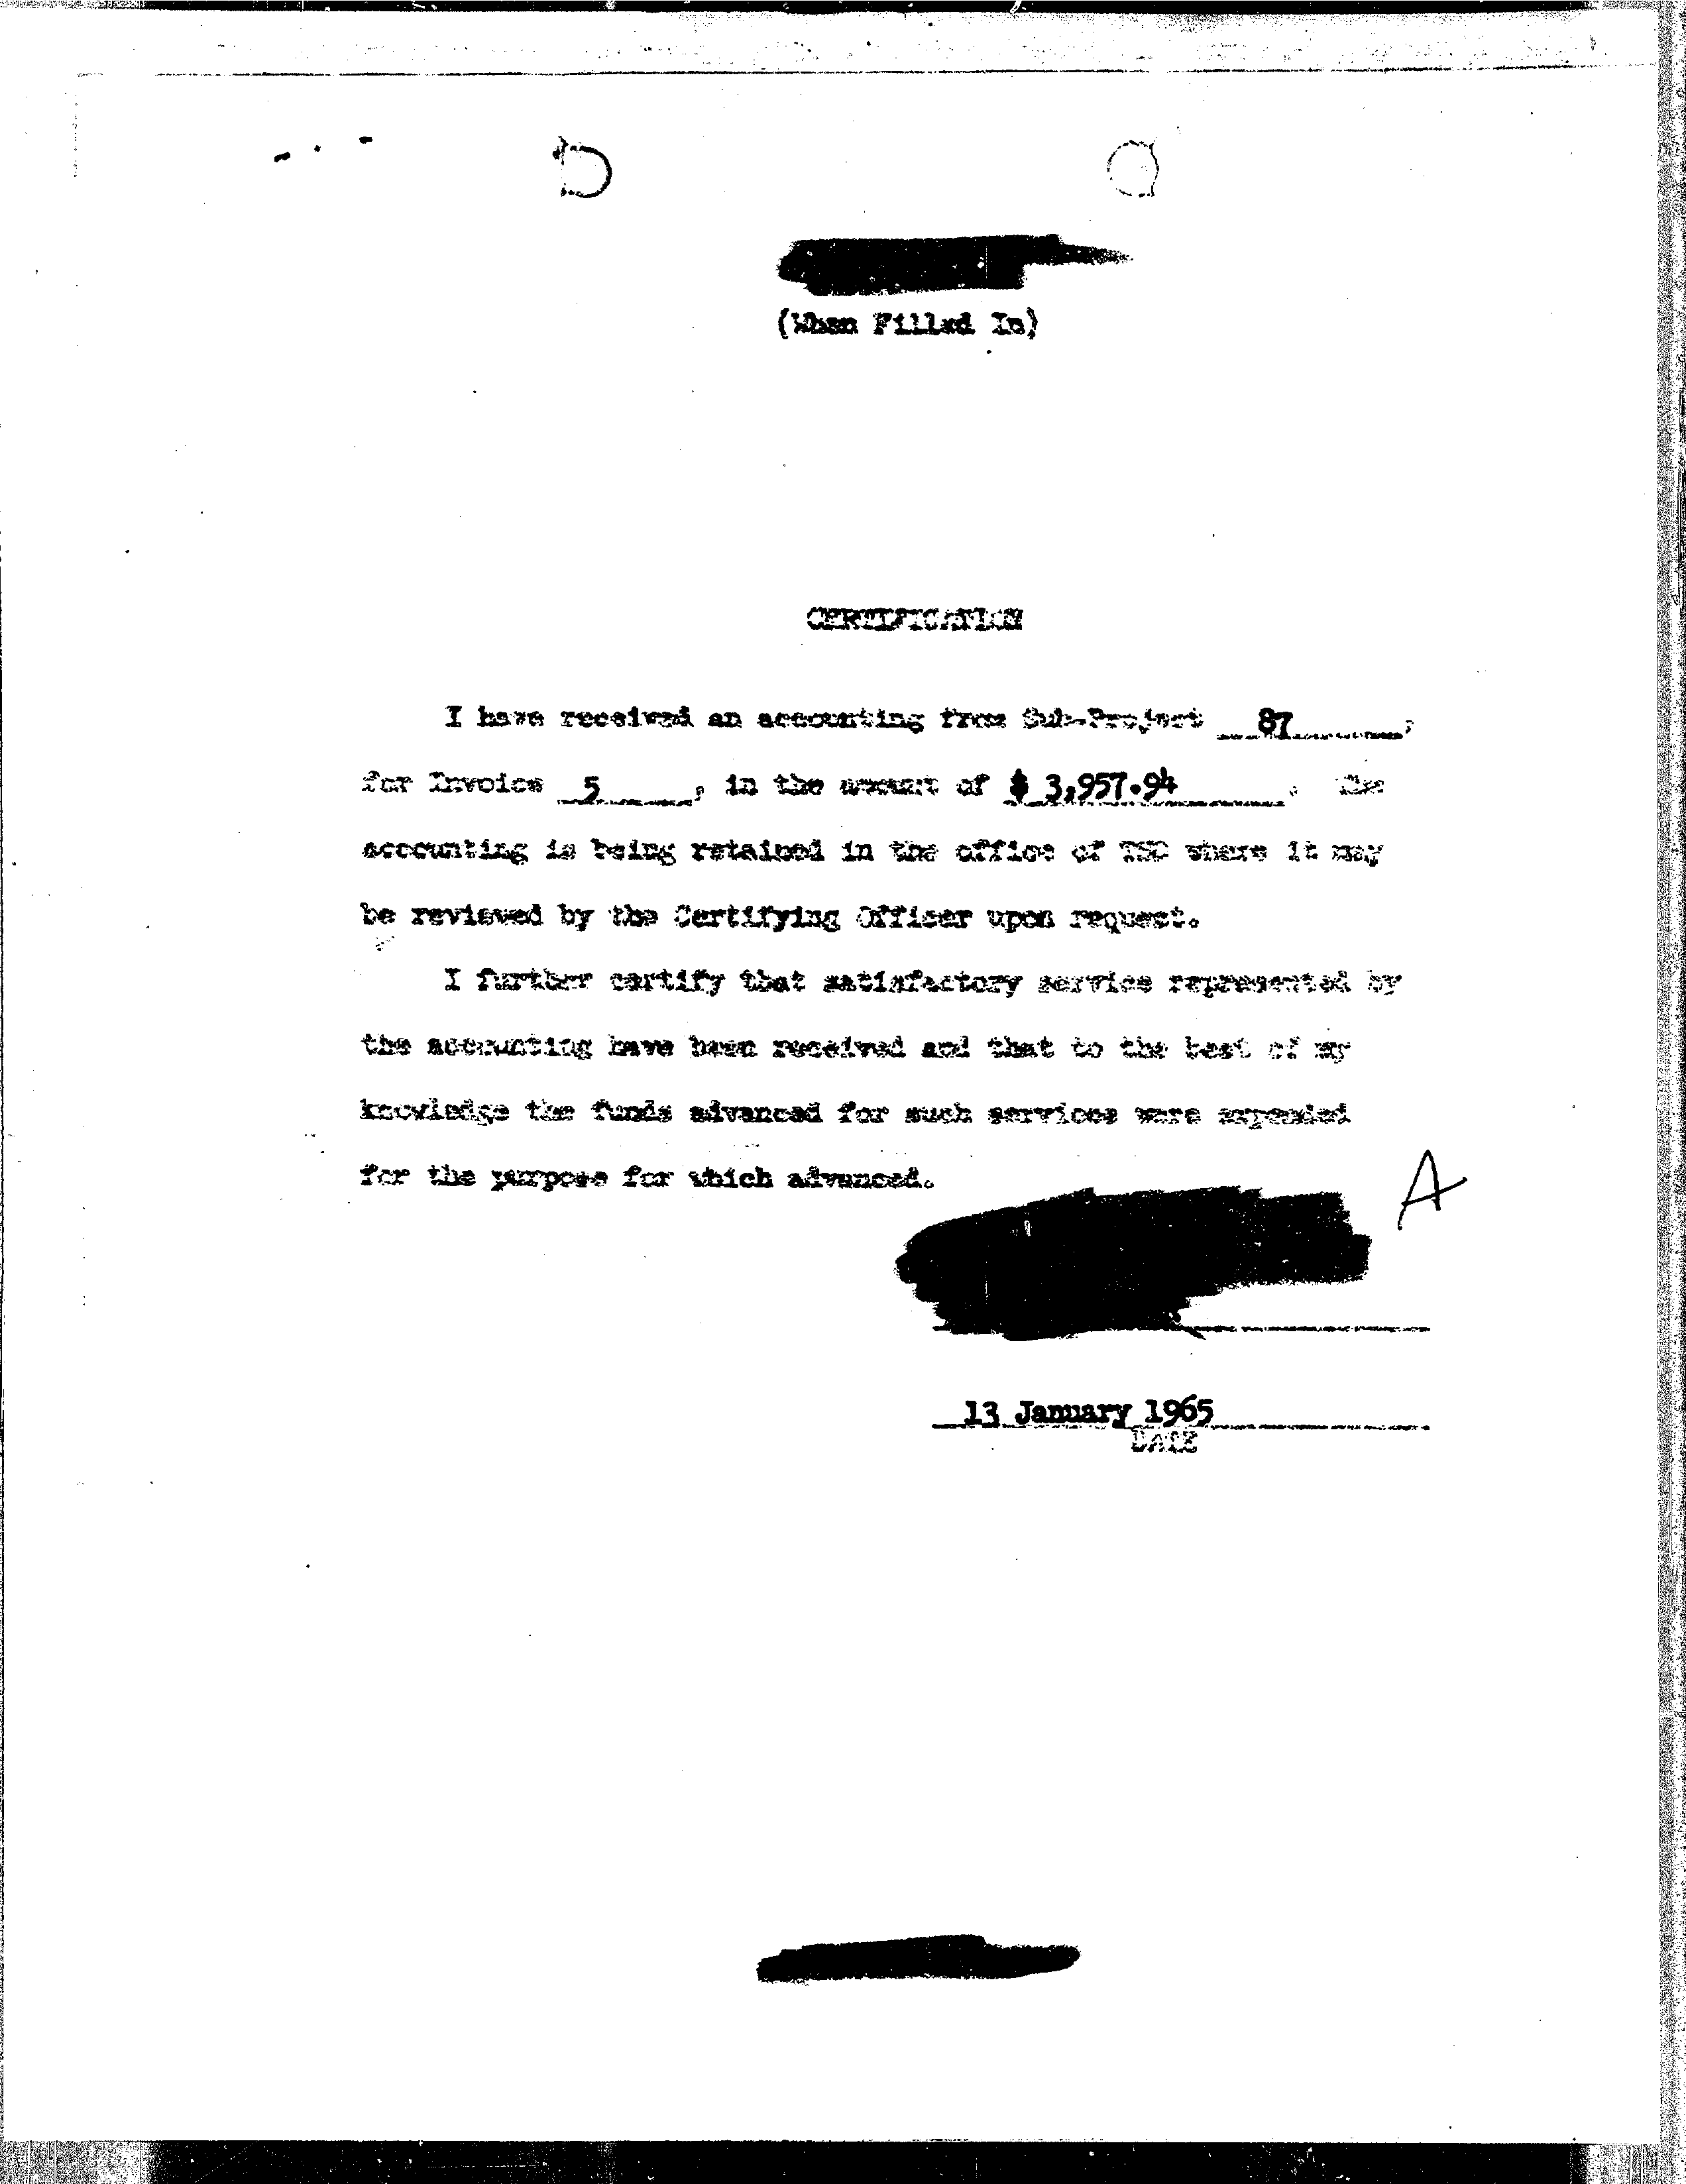 (When Filled In)
CERTIFICATION
I have received an accounting from Sub-Project 87,
for Invoice 5, in the amount of $ 3,957.94. The
accounting is being retained in the office of TSD where it may
be reviewed by the Certifying Officer upon request.
I further certify that satisfactory service represented by
the accounting have been received and that to the best of my
knowledge the funds advanced for such services were expended
for the purpose for which advanced.
A
13 January 1965
DATE